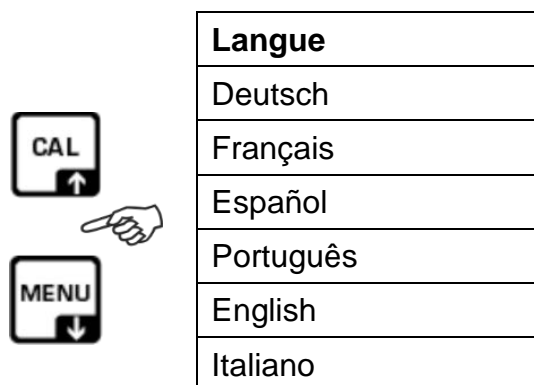 Langue
Deutsch
CAL
Français
Español
Português
MENU
English
Italiano